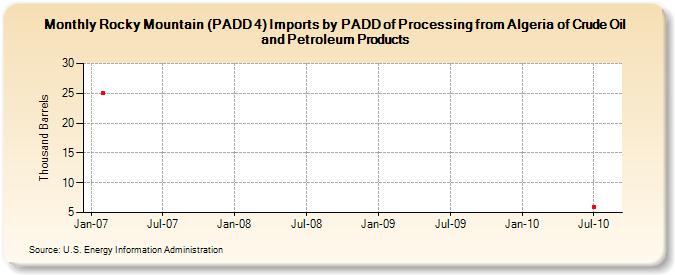 Monthly Rocky Mountain (PADD 4) Imports by PADD of Processing from Algeria of Crude Oil
and Petroleum Products
Thousand Barrels
30
25
20
15
10
5
Jan-07 Jul-07 Jan-08 Jul-08 Jan-09 Jul-09 Jan-10 Jul-10
Source: U.S. Energy Information Administration